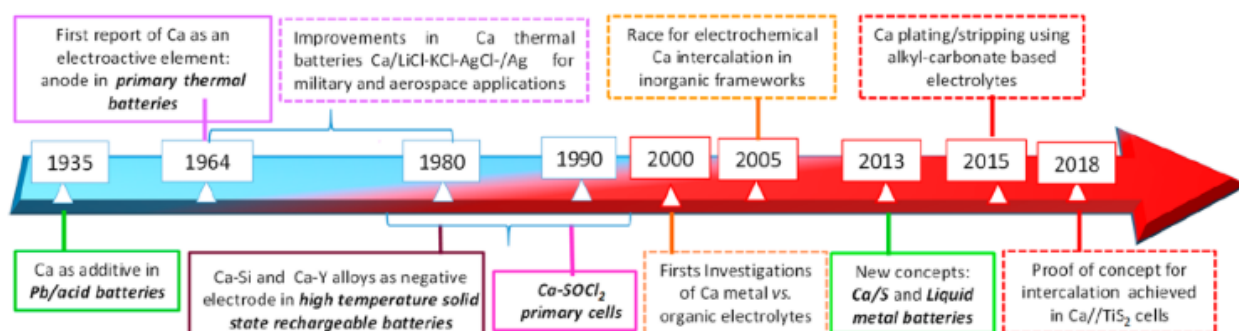 First report of Ca as an
electroactive element:
anode in primary thermal
batteries
Improvements in Ca thermal
batteries Ca/LiCl-KCl-AgCl-/Ag for
military and aerospace applications
Race for electrochemical
Ca intercalation in
inorganic frameworks
Ca plating/stripping using
alkyl-carbonate based
electrolytes
1935
1964
1980
1990
2000
2005
2013
2015
2018
Ca as additive in
Pb/acid batteries
Ca-Si and Ca-Y alloys as negative
electrode in high temperature solid
state rechargeable batteries
Ca-SOCl₂
primary cells
Firsts Investigations
of Ca metal vs.
organic electrolytes
New concepts:
Ca/S and Liquid
metal batteries
Proof of concept for
intercalation achieved
in Ca//TiS₂ cells